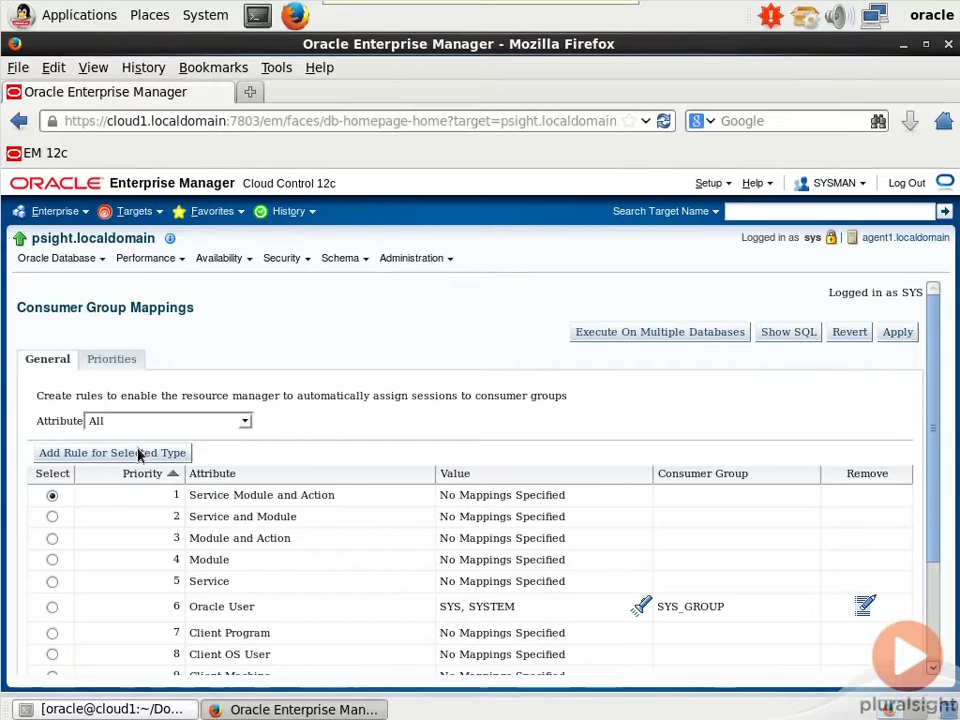 Applications Places System oracle
Oracle Enterprise Manager - Mozilla Firefox
File Edit View History Bookmarks Tools Help
Oracle Enterprise Manager
https://cloud1.localdomain:7803/em/faces/db-homepage-home?target=psight.localdomain Google
EM 12c
ORACLE Enterprise Manager Cloud Control 12c Setup Help SYSMAN Log Out
Enterprise Targets Favorites History Search Target Name
psight.localdomain Logged in as sys agent1.localdomain
Oracle Database Performance Availability Security Schema Administration
Logged in as SYS
Consumer Group Mappings
Execute On Multiple Databases Show SQL Revert Apply
General Priorities
Create rules to enable the resource manager to automatically assign sessions to consumer groups
Attribute All
Add Rule for Selected Type
Select Priority Attribute Value Consumer Group Remove
1 Service Module and Action No Mappings Specified
2 Service and Module No Mappings Specified
3 Module and Action No Mappings Specified
4 Module No Mappings Specified
5 Service No Mappings Specified
6 Oracle User SYS, SYSTEM SYS_GROUP
7 Client Program No Mappings Specified
8 Client OS User No Mappings Specified
9 Client Machine No Mappings Specified
pluralsight
[oracle@cloud1:~/Do... Oracle Enterprise Man...